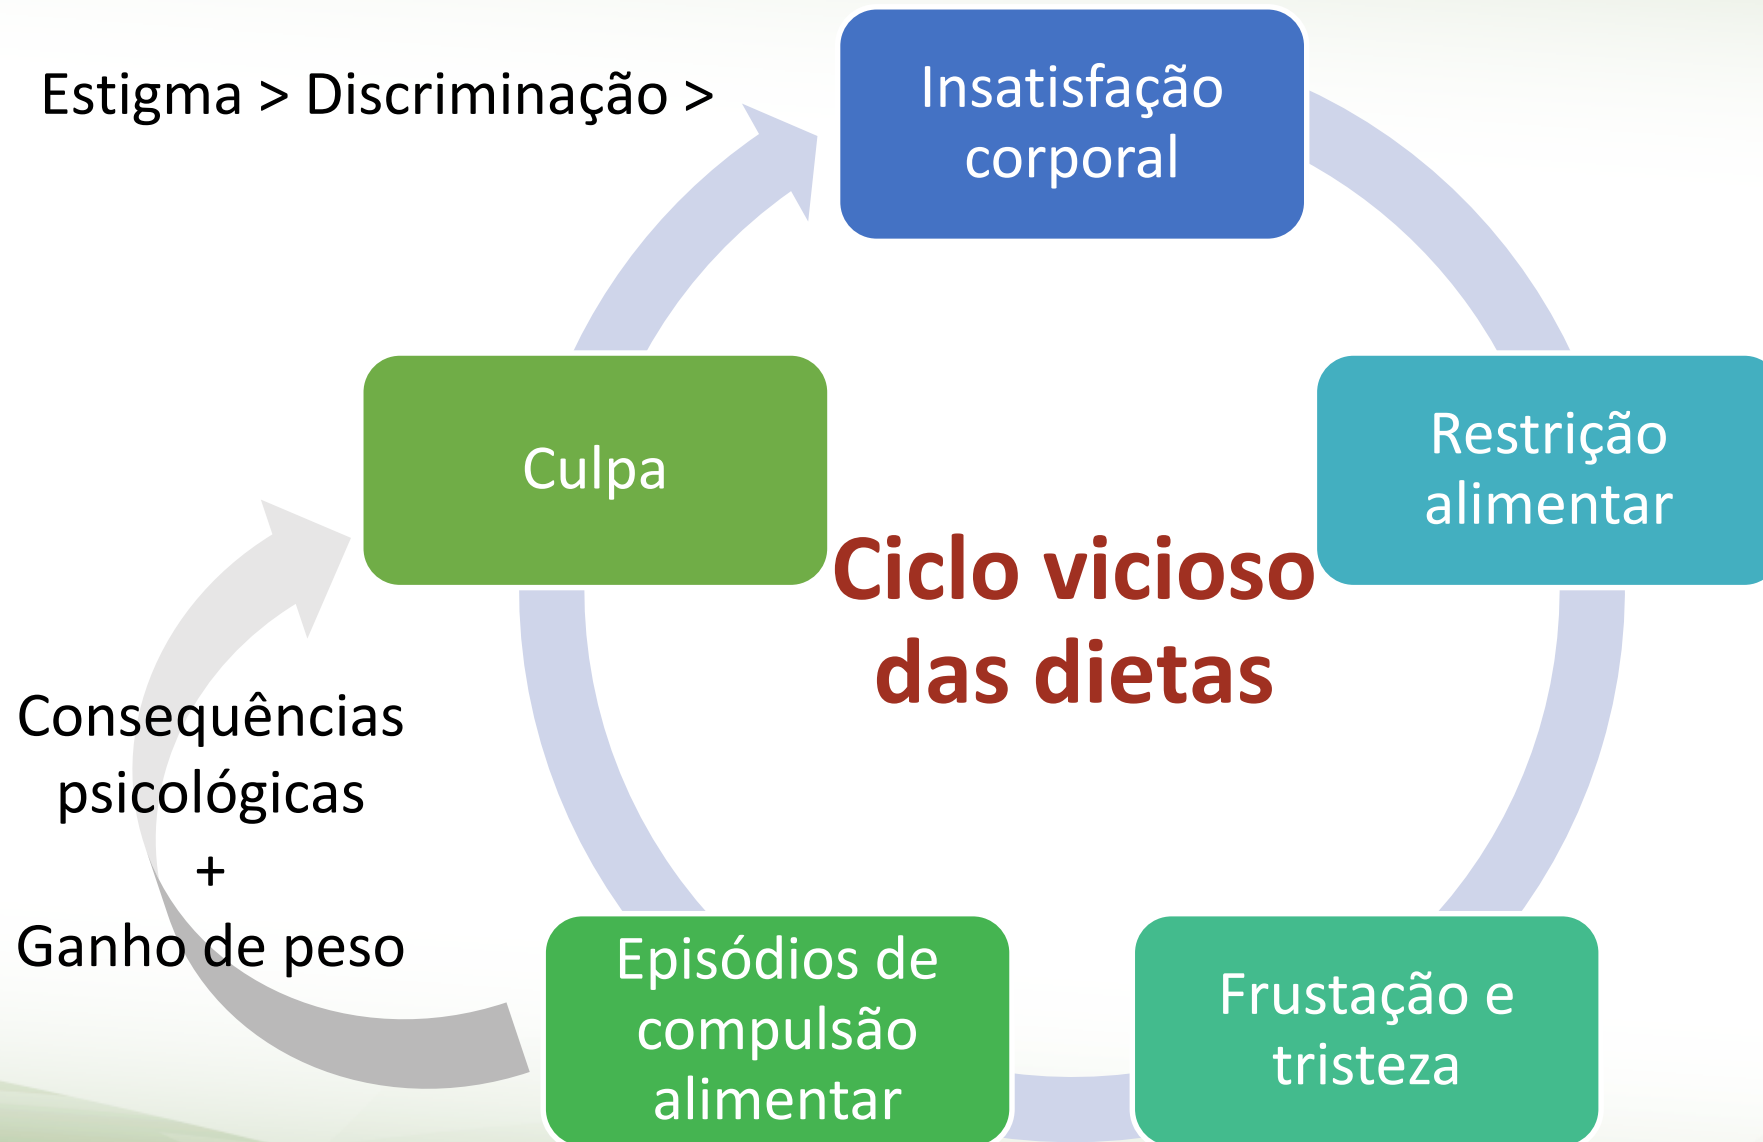 Estigma > Discriminação >
Insatisfação
corporal
Restrição
alimentar
Culpa
Ciclo vicioso
das dietas
Consequências
psicológicas
+
Ganho de peso
Episódios de
compulsão
alimentar
Frustação e
tristeza